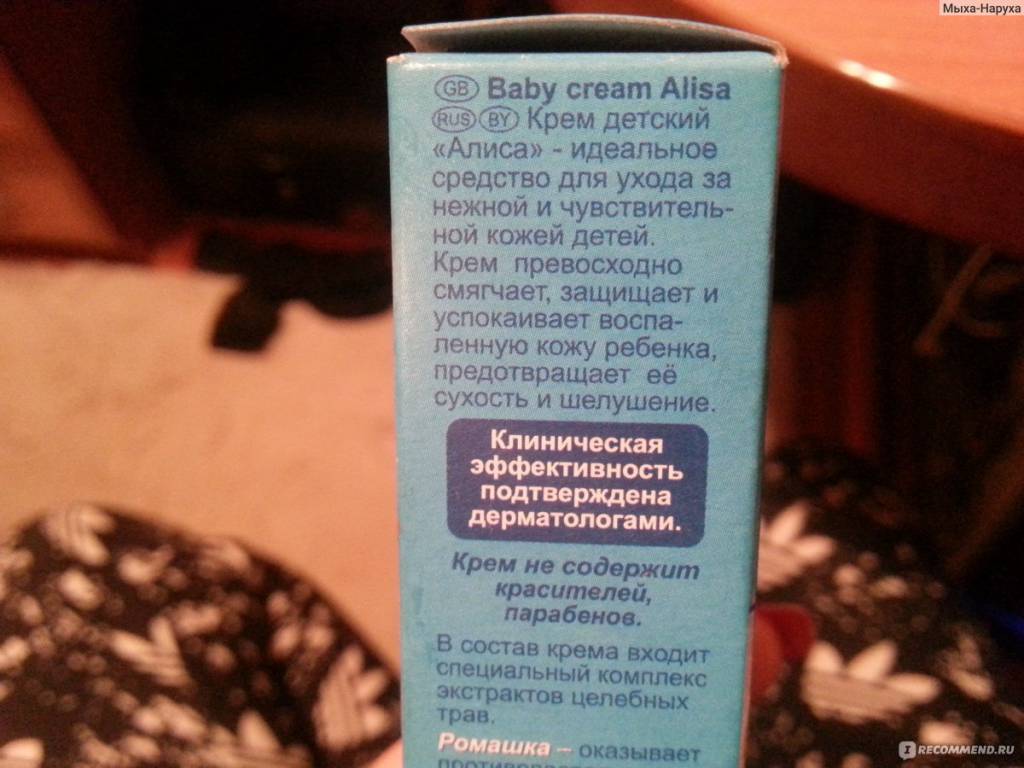 Мыха-Наруха
GB Baby cream Alisa
RUS BY Крем детский
«Алиса» - идеальное
средство для ухода за
нежной и чувствитель-
ной кожей детей.
Крем превосходно
смягчает, защищает и
успокаивает воспа-
ленную кожу ребенка,
предотвращает её
сухость и шелушение.
Клиническая
эффективность
подтверждена
дерматологами.
Крем не содержит
красителей,
парабенов.
В состав крема входит
специальный комплекс
экстрактов целебных
трав.
Ромашка – оказывает
IRECOMMEND.RU